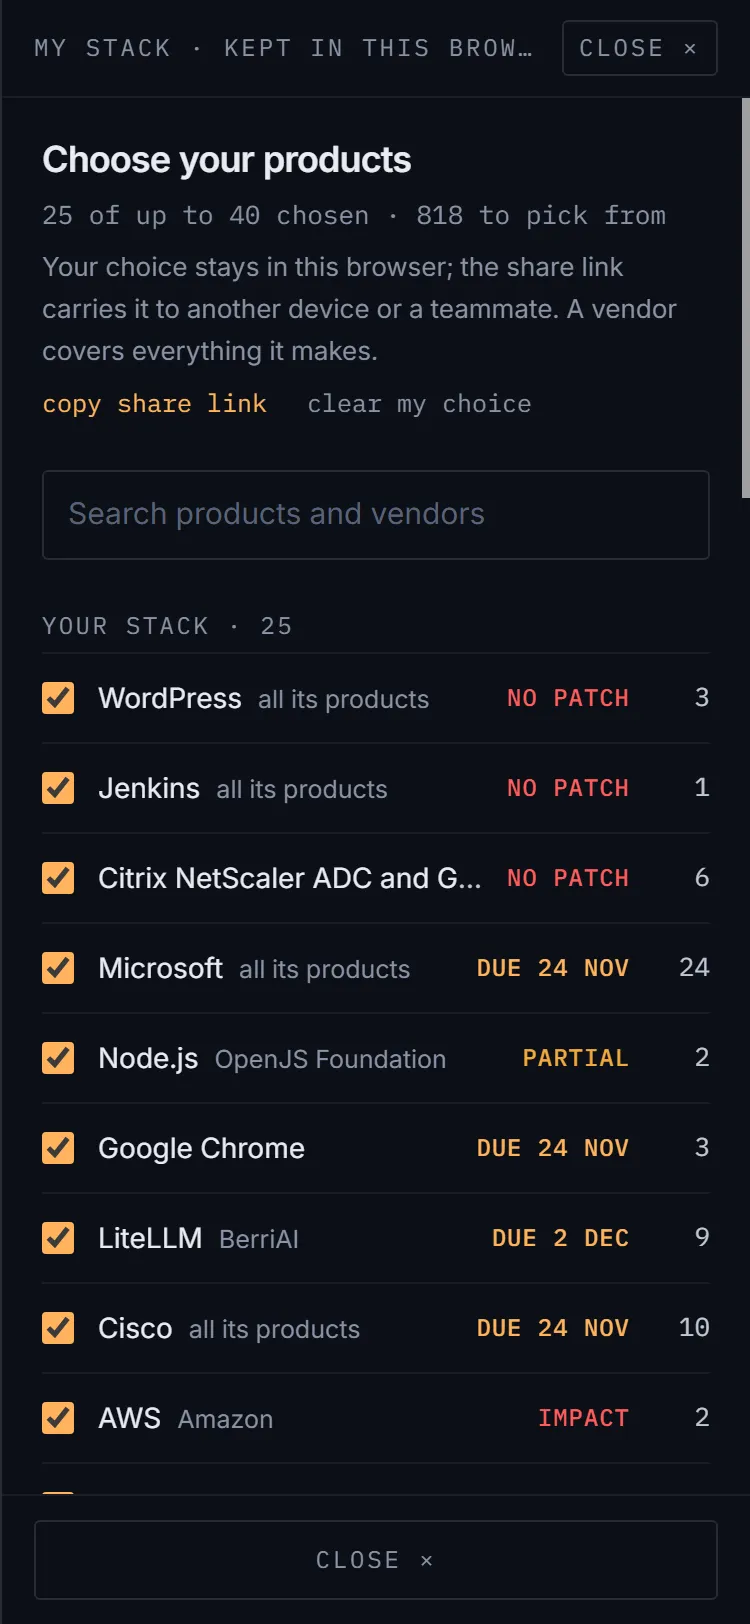 MY STACK · KEPT IN THIS BROW…
CLOSE ×
Choose your products
25 of up to 40 chosen · 818 to pick from
Your choice stays in this browser; the share link
carries it to another device or a teammate. A vendor
covers everything it makes.
copy share link clear my choice
Search products and vendors
YOUR STACK · 25
WordPress all its products NO PATCH 3
Jenkins all its products NO PATCH 1
Citrix NetScaler ADC and G… NO PATCH 6
Microsoft all its products DUE 24 NOV 24
Node.js OpenJS Foundation PARTIAL 2
Google Chrome DUE 24 NOV 3
LiteLLM BerriAI DUE 2 DEC 9
Cisco all its products DUE 24 NOV 10
AWS Amazon IMPACT 2
CLOSE ×